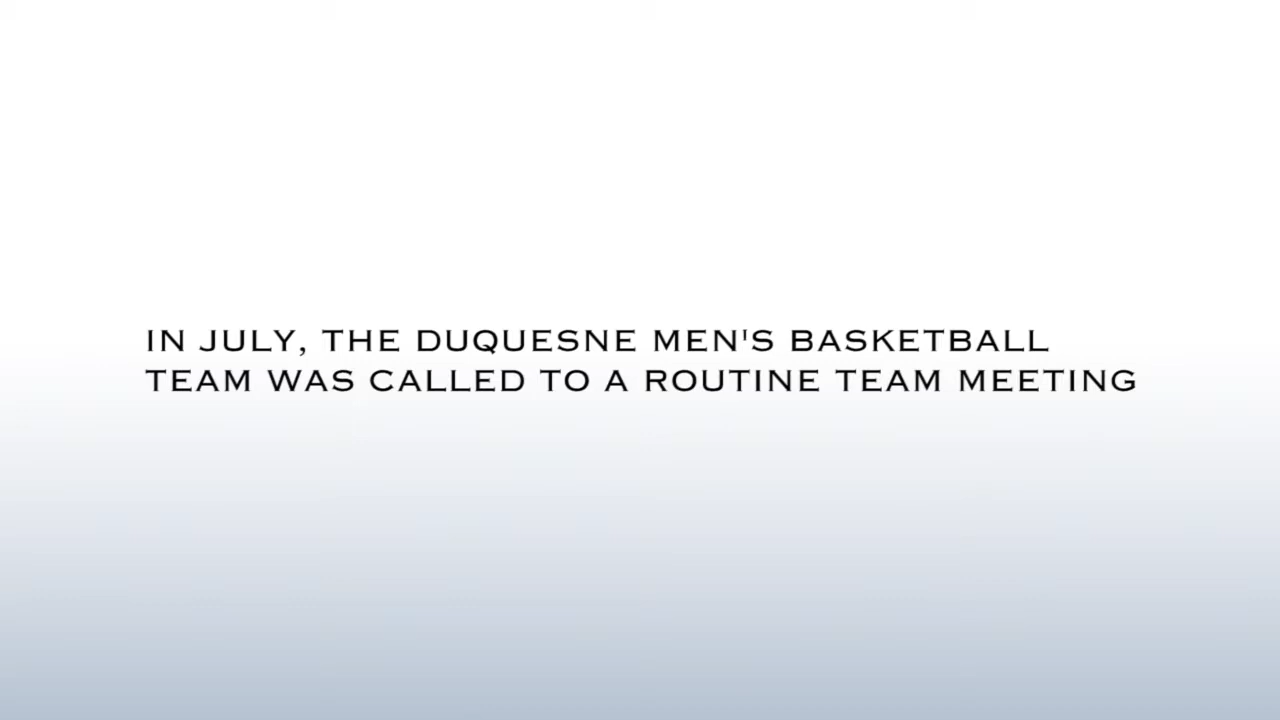 IN JULY, THE DUQUESNE MEN'S BASKETBALL
TEAM WAS CALLED TO A ROUTINE TEAM MEETING